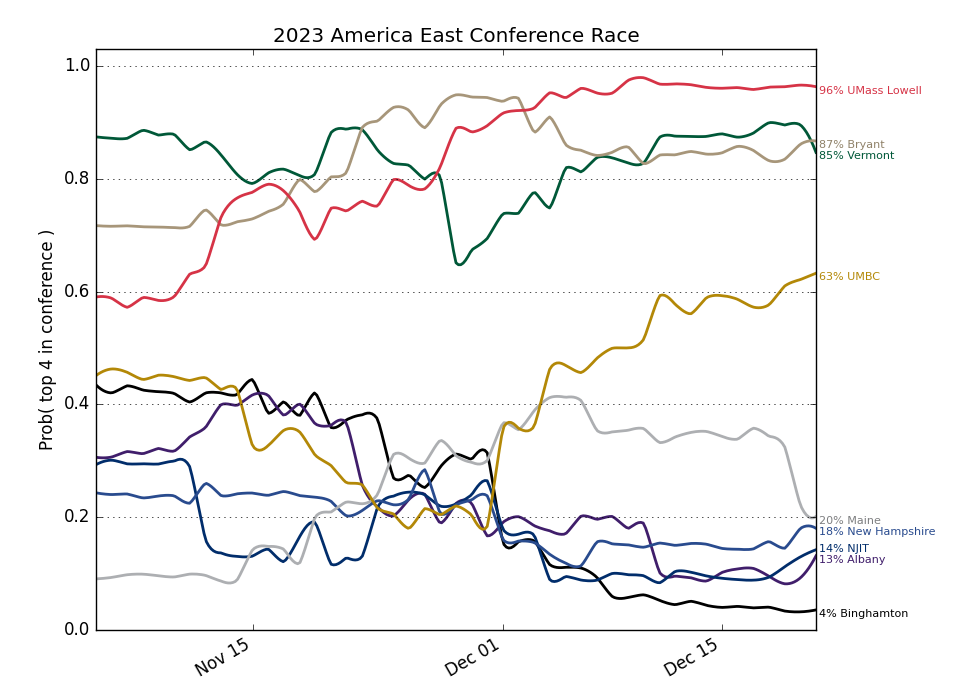 2023 America East Conference Race
Prob( top 4 in conference )
1.0
0.8
0.6
0.4
0.2
0.0
Nov 15
Dec 01
Dec 15
96% UMass Lowell
87% Bryant
85% Vermont
63% UMBC
20% Maine
18% New Hampshire
14% NJIT
13% Albany
4% Binghamton